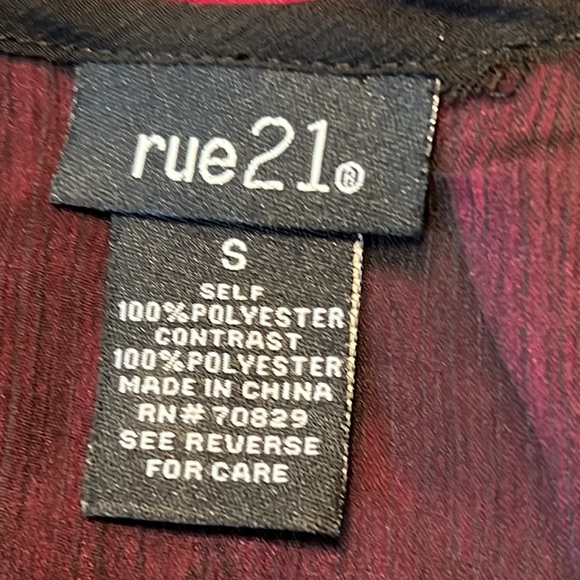 rue21®
S
SELF
100%POLYESTER
CONTRAST
100%POLYESTER
MADE IN CHINA
RN# 70829
SEE REVERSE
FOR CARE